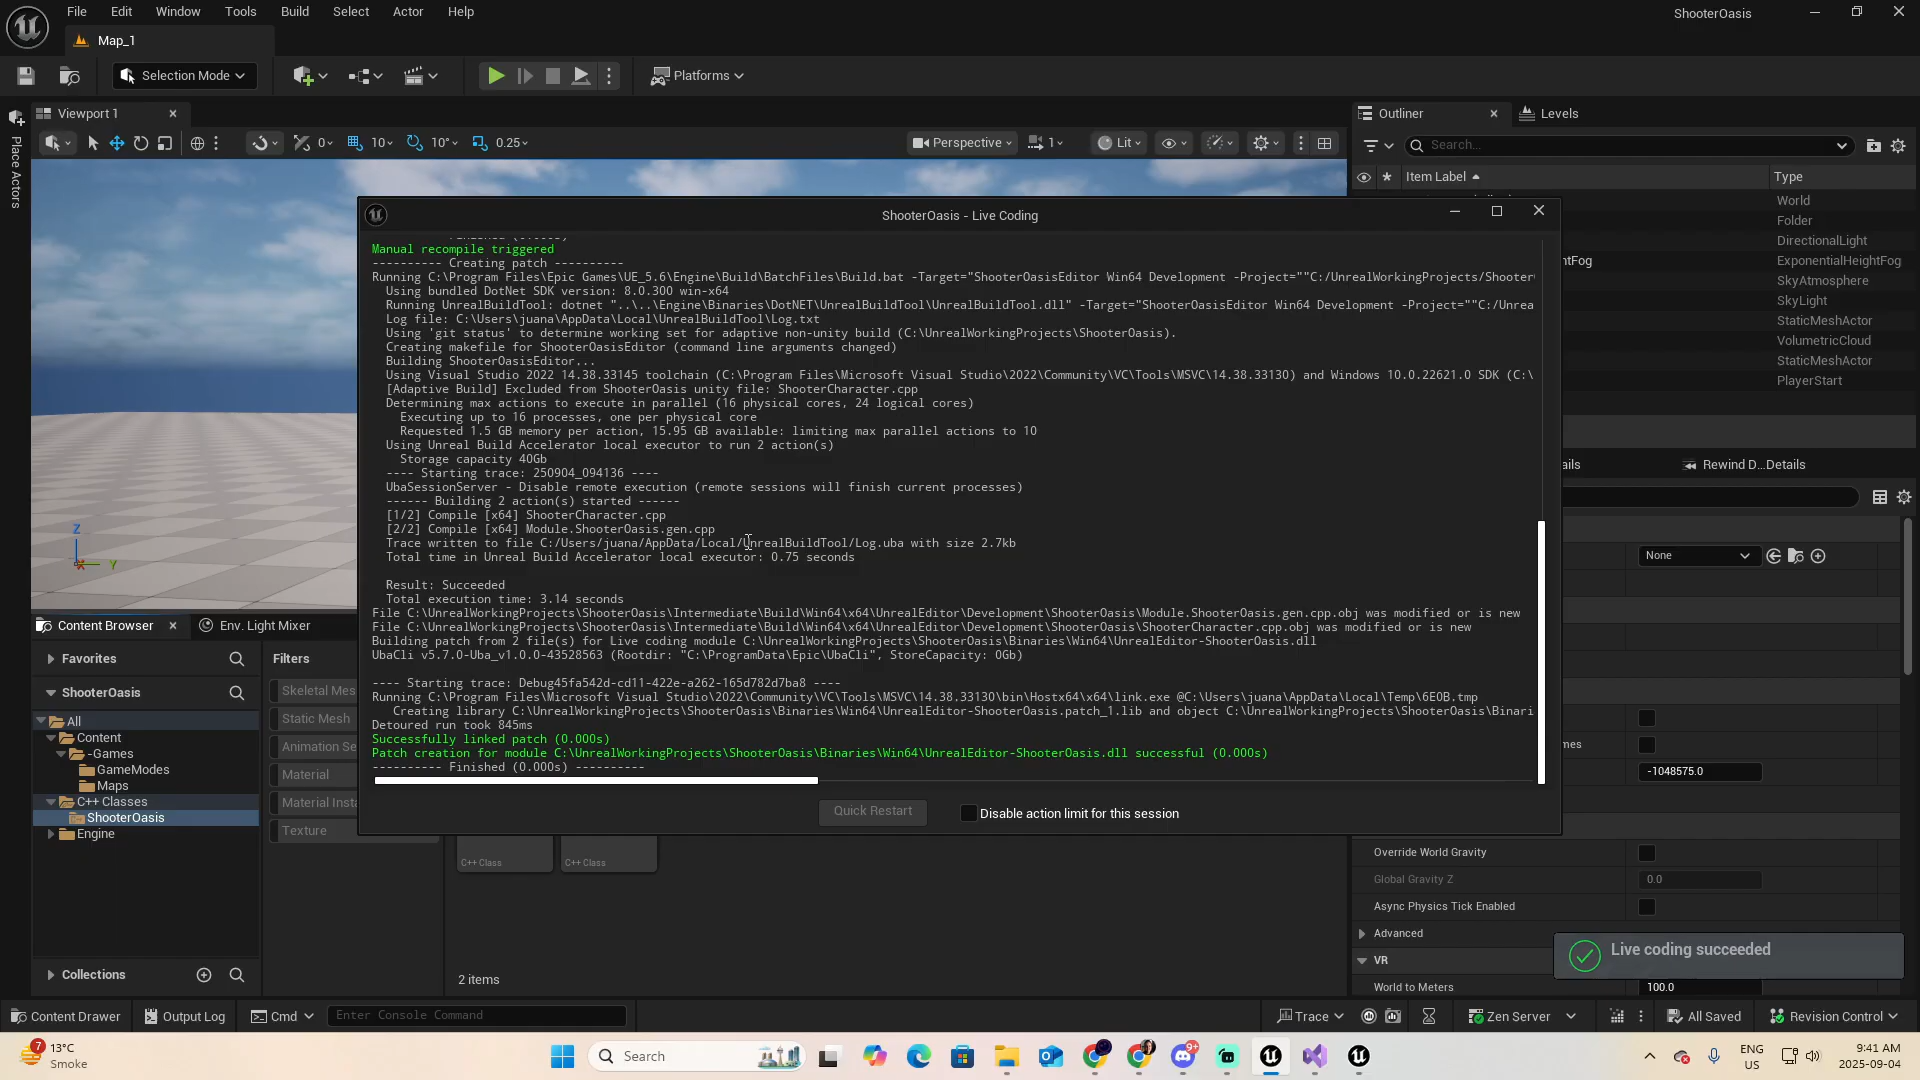 File Edit Window Tools Build Select Actor Help
ShooterOasis
Map_1
Selection Mode
Platforms
Viewport 1
Outliner
Levels
0
10
10°
0.25
Perspective
1
Lit
Search...
Item Label
Type
World
Folder
DirectionalLight
ntFog
ExponentialHeightFog
SkyAtmosphere
SkyLight
StaticMeshActor
VolumetricCloud
StaticMeshActor
PlayerStart
Place Actors
ShooterOasis - Live Coding
Manual recompile triggered
---------- Creating patch ----------
Running C:\Program Files\Epic Games\UE_5.6\Engine\Build\BatchFiles\Build.bat -Target="ShooterOasisEditor Win64 Development -Project=""C:/UnrealWorkingProjects/Shooter
Using bundled DotNet SDK version: 8.0.300 win-x64
Running UnrealBuildTool: dotnet "..\..\Engine\Binaries\DotNET\UnrealBuildTool\UnrealBuildTool.dll" -Target="ShooterOasisEditor Win64 Development -Project=""C:/Unrea
Log file: C:\Users\juana\AppData\Local\UnrealBuildTool\Log.txt
Using 'git status' to determine working set for adaptive non-unity build (C:\UnrealWorkingProjects\ShooterOasis).
Creating makefile for ShooterOasisEditor (command line arguments changed)
Building ShooterOasisEditor...
Using Visual Studio 2022 14.38.33145 toolchain (C:\Program Files\Microsoft Visual Studio\2022\Community\VC\Tools\MSVC\14.38.33130) and Windows 10.0.22621.0 SDK (C:\
[Adaptive Build] Excluded from ShooterOasis unity file: ShooterCharacter.cpp
Determining max actions to execute in parallel (16 physical cores, 24 logical cores)
Executing up to 16 processes, one per physical core
Requested 1.5 GB memory per action, 15.95 GB available: limiting max parallel actions to 10
Using Unreal Build Accelerator local executor to run 2 action(s)
Storage capacity 40Gb
---- Starting trace: 250904_094136 ----
UbaSessionServer - Disable remote execution (remote sessions will finish current processes)
------ Building 2 action(s) started ------
[1/2] Compile [x64] ShooterCharacter.cpp
[2/2] Compile [x64] Module.ShooterOasis.gen.cpp
Trace written to file C:/Users/juana/AppData/Local/UnrealBuildTool/Log.uba with size 2.7kb
Total time in Unreal Build Accelerator local executor: 0.75 seconds
Result: Succeeded
Total execution time: 3.14 seconds
File C:\UnrealWorkingProjects\ShooterOasis\Intermediate\Build\Win64\x64\UnrealEditor\Development\ShooterOasis\Module.ShooterOasis.gen.cpp.obj was modified or is new
File C:\UnrealWorkingProjects\ShooterOasis\Intermediate\Build\Win64\x64\UnrealEditor\Development\ShooterOasis\ShooterCharacter.cpp.obj was modified or is new
Building patch from 2 file(s) for Live coding module C:\UnrealWorkingProjects\ShooterOasis\Binaries\Win64\UnrealEditor-ShooterOasis.dll
UbaCli v5.7.0-Uba_v1.0.0-43528563 (Rootdir: "C:\ProgramData\Epic\UbaCli", StoreCapacity: 0Gb)
---- Starting trace: Debug45fa542d-cd11-422e-a262-165d782d7ba8 ----
Running C:\Program Files\Microsoft Visual Studio\2022\Community\VC\Tools\MSVC\14.38.33130\bin\Hostx64\x64\link.exe @C:\Users\juana\AppData\Local\Temp\6E0B.tmp
Creating library C:\UnrealWorkingProjects\ShooterOasis\Binaries\Win64\UnrealEditor-ShooterOasis.patch_1.lib and object C:\UnrealWorkingProjects\ShooterOasis\Binari
Detoured run took 845ms
Successfully linked patch (0.000s)
Patch creation for module C:\UnrealWorkingProjects\ShooterOasis\Binaries\Win64\UnrealEditor-ShooterOasis.dll successful (0.000s)
---------- Finished (0.000s) ----------
Quick Restart
Disable action limit for this session
ails
Rewind D...Details
None
mes
-1048575.0
Override World Gravity
Global Gravity Z
0.0
Async Physics Tick Enabled
Advanced
VR
World to Meters
100.0
Live coding succeeded
Z
X
Y
Content Browser
Env. Light Mixer
Favorites
Filters
ShooterOasis
All
Content
-Games
GameModes
Maps
C++ Classes
ShooterOasis
Engine
Collections
Skeletal Mes
Static Mesh
Animation Se
Material
Material Insta
Texture
C++ Class
C++ Class
2 items
Content Drawer
Output Log
Cmd
Enter Console Command
Trace
Zen Server
All Saved
Revision Control
7
13°C
Smoke
Search
9+
ENG
US
9:41 AM
2025-09-04